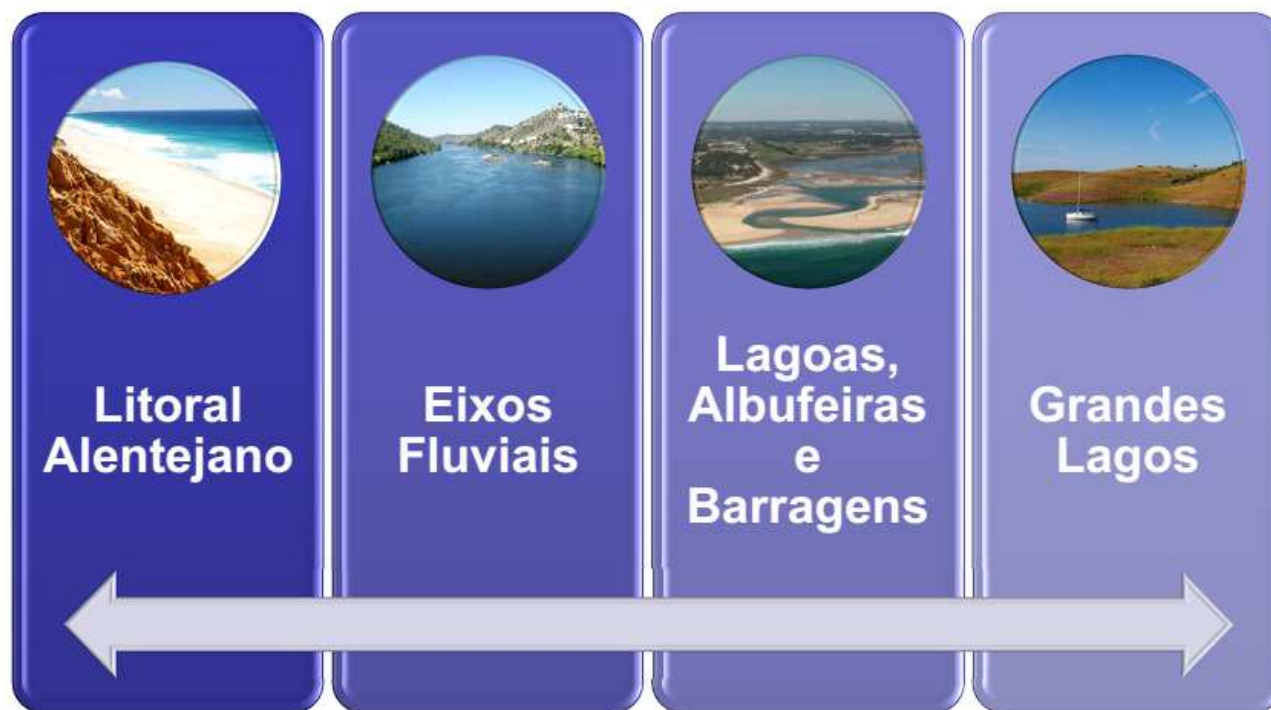 Litoral
Alentejano
Eixos
Fluviais
Lagoas,
Albufeiras
e
Barragens
Grandes
Lagos